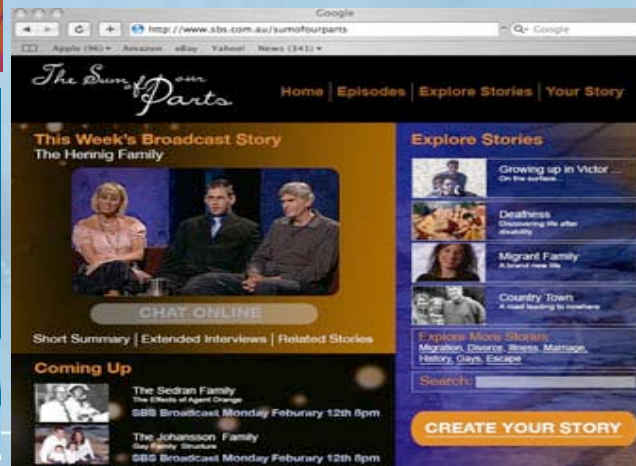 Google
http://www.sbs.com.au/sumofourparts
Google
Apple (96) Amazon eBay Yahoo! News (341)
The Sum of our Parts
Home | Episodes | Explore Stories | Your Story
This Week's Broadcast Story
The Hennig Family
CHAT ONLINE
Short Summary | Extended Interviews | Related Stories
Coming Up
The Sedran Family
The Effects of Agent Orange
SBS Broadcast Monday Feburary 12th 8pm
The Johansson Family
Gay Family Structure
SBS Broadcast Monday Feburary 12th 8pm
Explore Stories
Growing up in Victor ...
On the surface...
Deafness
Discovering life after
disability
Migrant Family
A brand new life
Country Town
A road leading to nowhere
Explore More Stories
Migration, Divorce, Illness, Marriage,
History, Gays, Escape
Search:
CREATE YOUR STORY